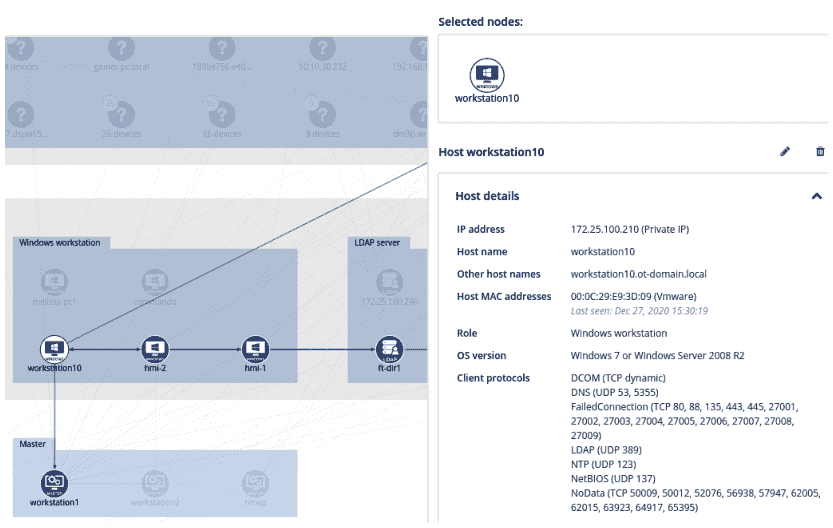 Selected nodes:
WINDOWS
workstation10
Host workstation10
Host details
IP address 172.25.100.210 (Private IP)
Host name workstation10
Other host names workstation10.ot-domain.local
Host MAC addresses 00:0C:29:E9:3D:09 (Vmware)
Last seen: Dec 27, 2020 15:30:19
Role Windows workstation
OS version Windows 7 or Windows Server 2008 R2
Client protocols DCOM (TCP dynamic)
DNS (UDP 53, 5355)
FailedConnection (TCP 80, 88, 135, 443, 445, 27001,
27002, 27003, 27004, 27005, 27006, 27007, 27008,
27009)
LDAP (UDP 389)
NTP (UDP 123)
NetBIOS (UDP 137)
NoData (TCP 50009, 50012, 52076, 56938, 57947, 62005,
62015, 63923, 64917, 65395)
devices gamer-pc.local 189b8756-e40... 10.10.30.232 192.168.
26 devices 86 devices 9 devices
Windows workstation LDAP server
melissa-pc1 commando 172.25.100.240
workstation10 hmi-2 hmi-1 ft-dir1
Master
workstation1 workstation2 nmap